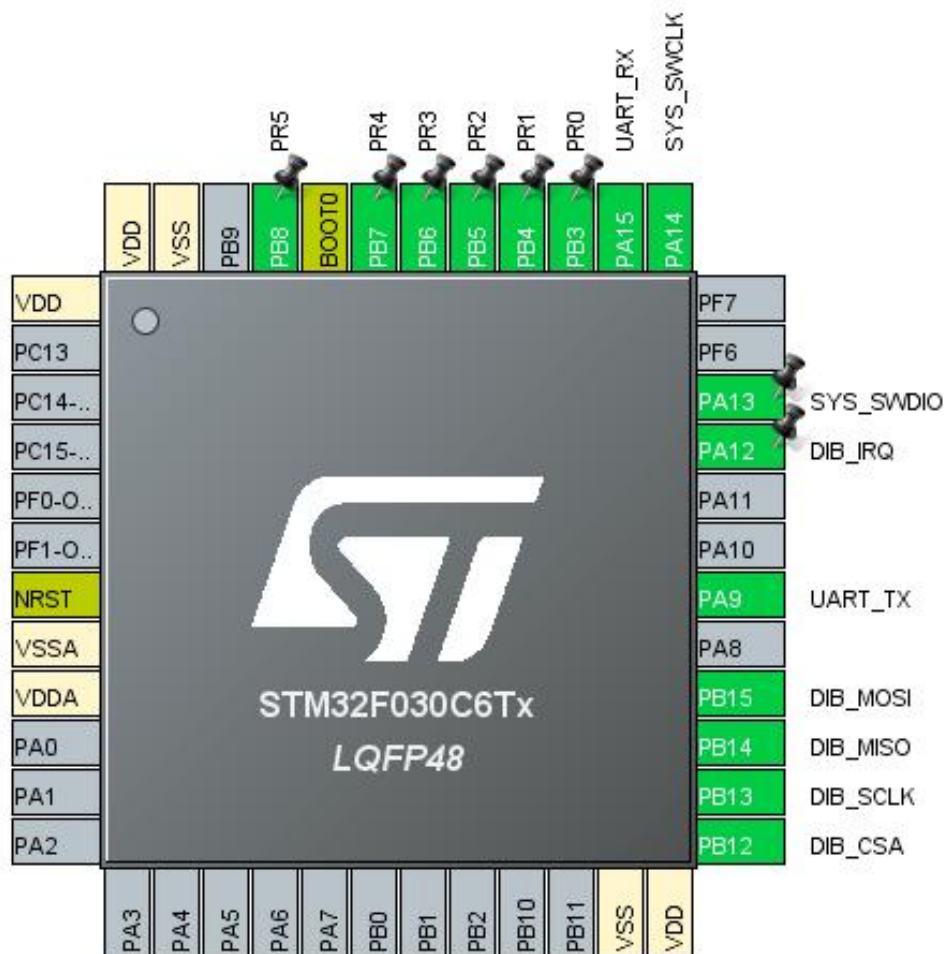 PR5 PR4 PR3 PR2 PR1 PR0 UART_RX SYS_SWCLK
VDD VSS PB9 PB8 BOOT0 PB7 PB6 PB5 PB4 PB3 PA15 PA14
VDD
PC13
PC14-..
PC15-..
PF0-O..
PF1-O..
NRST
VSSA
VDDA
PA0
PA1
PA2
ST
STM32F030C6Tx
LQFP48
PF7
PF6
PA13 SYS_SWDIO
PA12 DIB_IRQ
PA11
PA10
PA9 UART_TX
PA8
PB15 DIB_MOSI
PB14 DIB_MISO
PB13 DIB_SCLK
PB12 DIB_CSA
PA3 PA4 PA5 PA6 PA7 PB0 PB1 PB2 PB10 PB11 VSS VDD